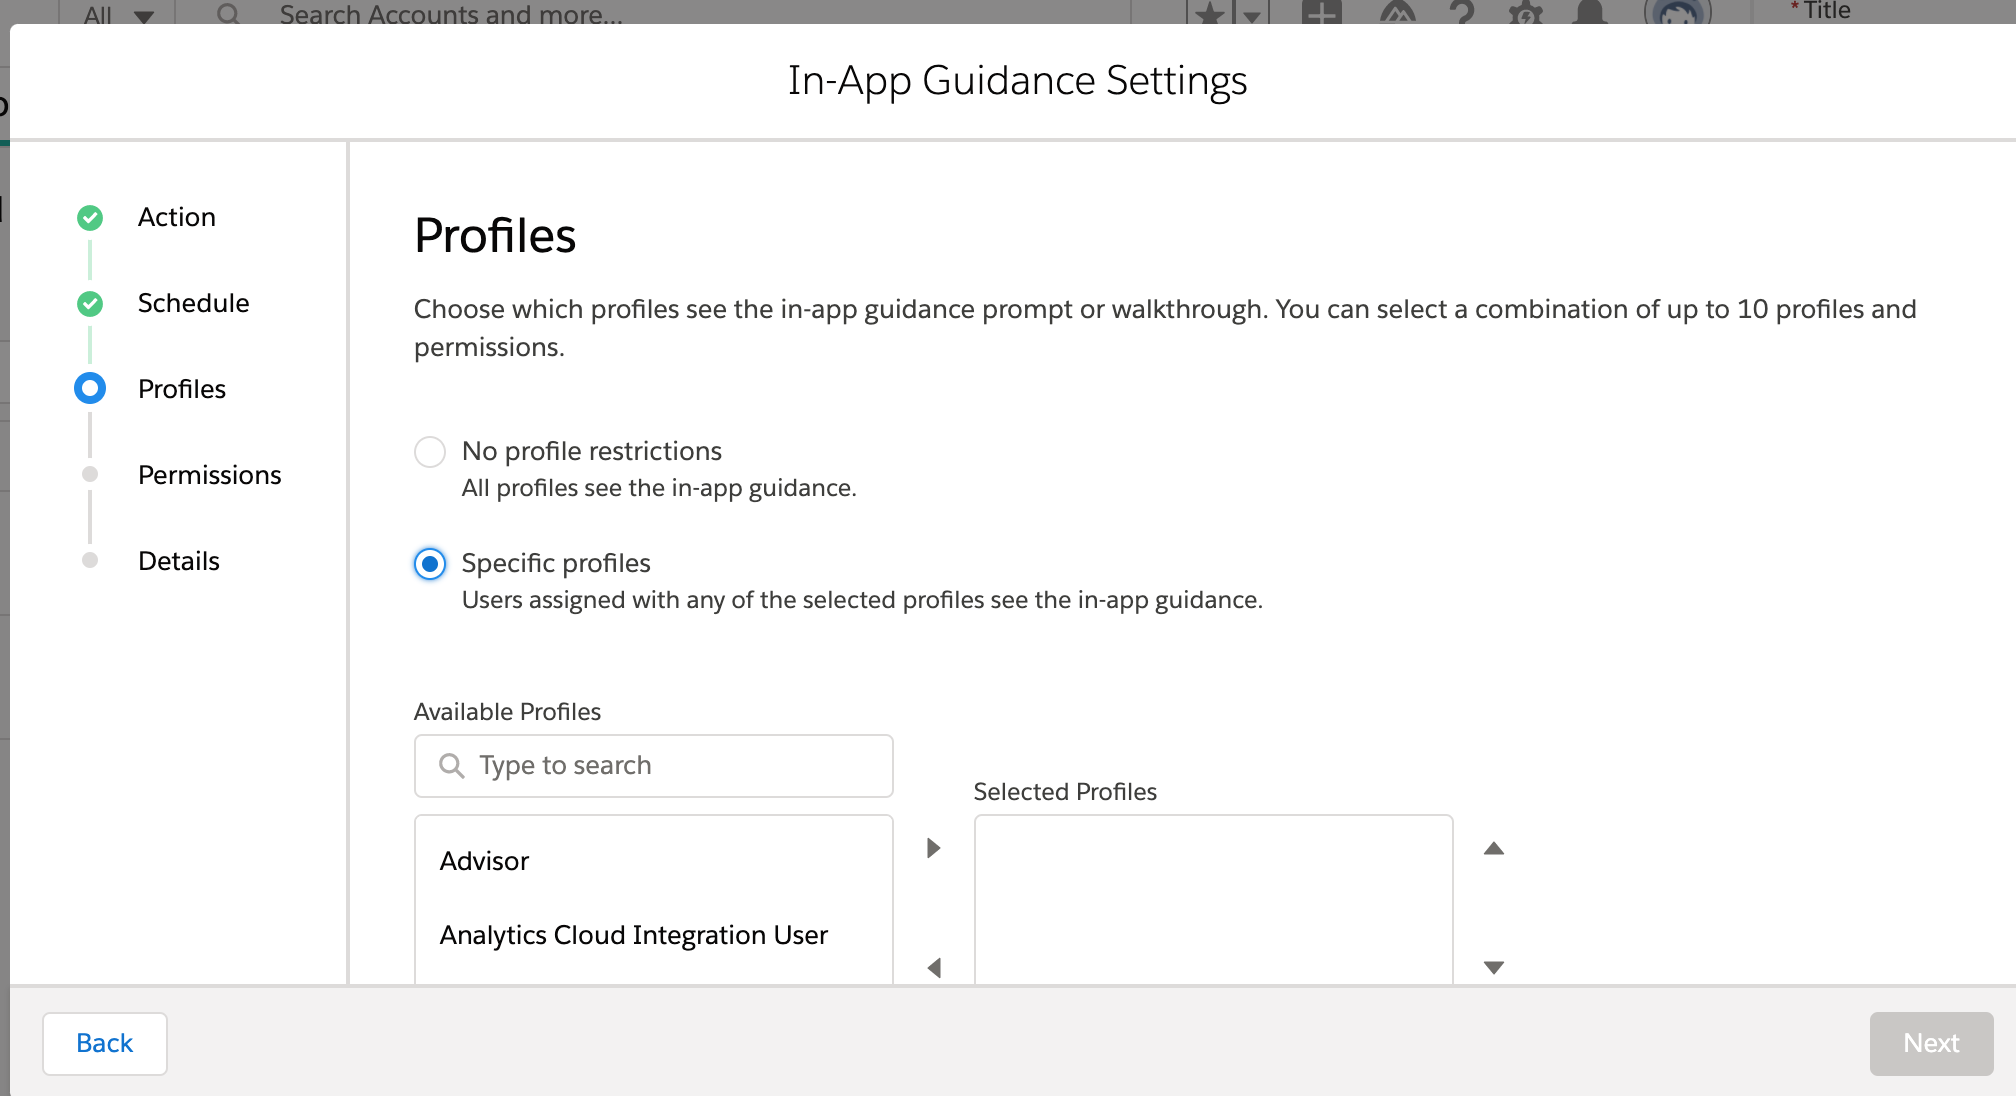 All
Search Accounts and more...
* Title
In-App Guidance Settings
Action
Schedule
Profiles
Permissions
Details
Profiles
Choose which profiles see the in-app guidance prompt or walkthrough. You can select a combination of up to 10 profiles and
permissions.
No profile restrictions
All profiles see the in-app guidance.
Specific profiles
Users assigned with any of the selected profiles see the in-app guidance.
Available Profiles
Type to search
Selected Profiles
Advisor
Analytics Cloud Integration User
Back
Next